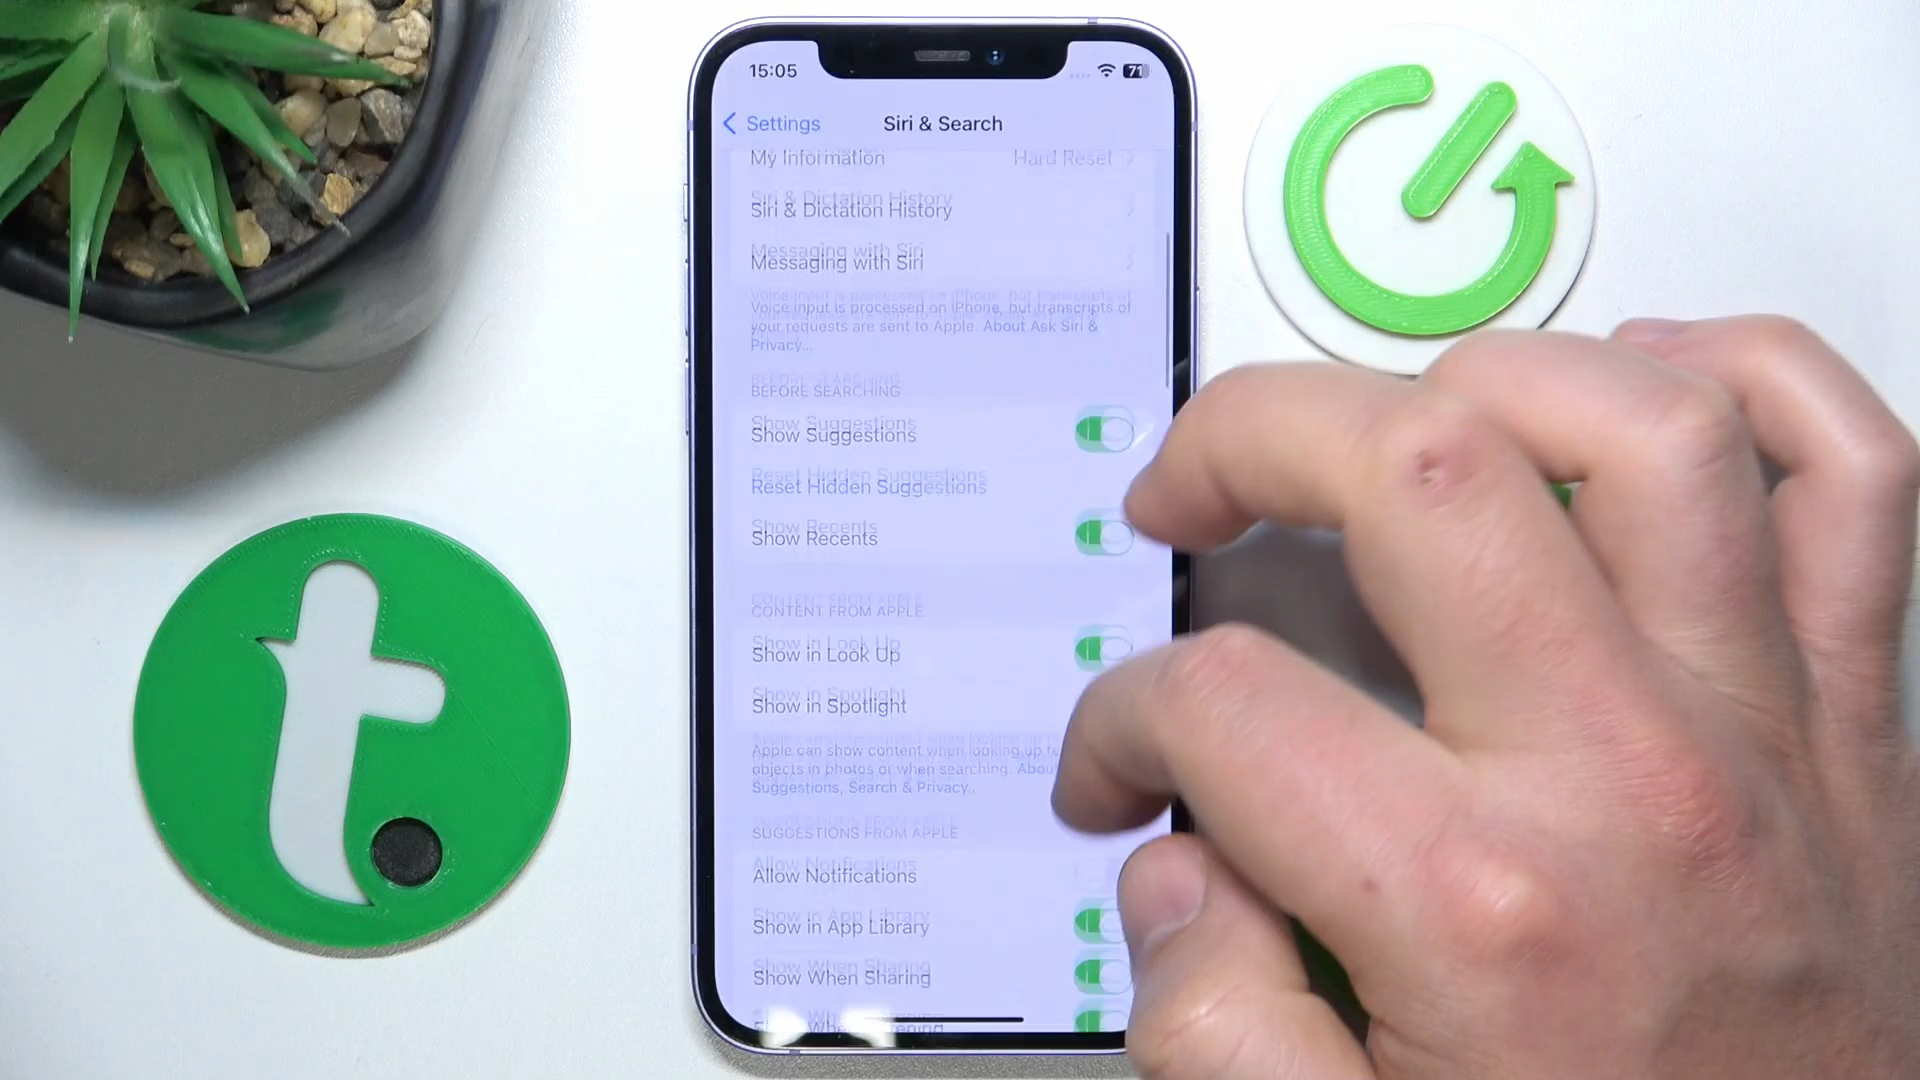 15:05
71
Settings
Siri & Search
My Information
Hard Reset
Siri & Dictation History
Messaging with Siri
Voice input is processed on iPhone, but transcripts of
your requests are sent to Apple. About Ask Siri &
Privacy...
BEFORE SEARCHING
Show Suggestions
Reset Hidden Suggestions
Show Recents
CONTENT FROM APPLE
Show in Look Up
Show in Spotlight
Apple can show content when looking up
objects in photos or when searching. About
Suggestions, Search & Privacy...
SUGGESTIONS FROM APPLE
Allow Notifications
Show in App Library
Show When Sharing
Show When Listening
t